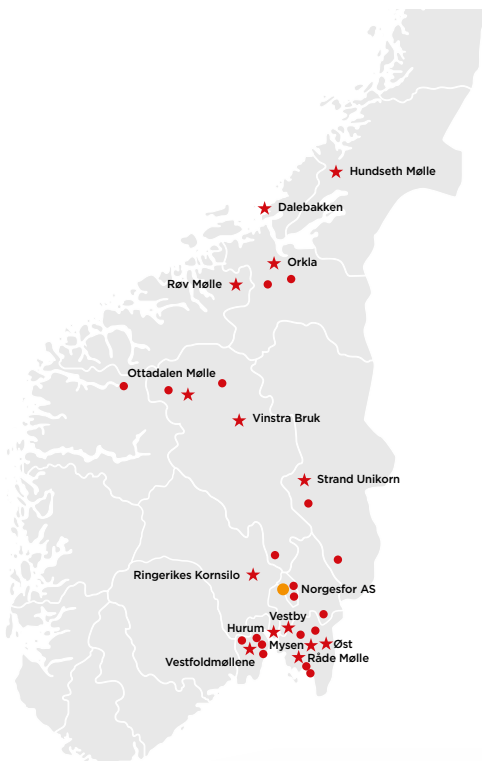 Hundseth Mølle
Dalebakken
Orkla
Røv Mølle
Ottadalen Mølle
Vinstra Bruk
Strand Unikorn
Ringerikes Kornsilo
Norgesfor AS
Vestby
Hurum
Mysen
Øst
Råde Mølle
Vestfoldmøllene